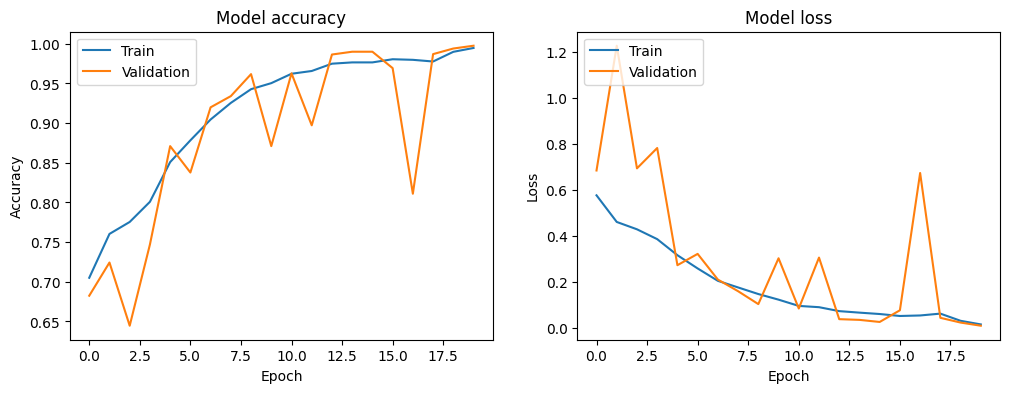 Model accuracy
1.00
0.95
0.90
0.85
0.80
0.75
0.70
0.65
Accuracy
Train
Validation
0.0 2.5 5.0 7.5 10.0 12.5 15.0 17.5
Epoch
Model loss
1.2
1.0
0.8
0.6
0.4
0.2
0.0
Loss
Train
Validation
0.0 2.5 5.0 7.5 10.0 12.5 15.0 17.5
Epoch